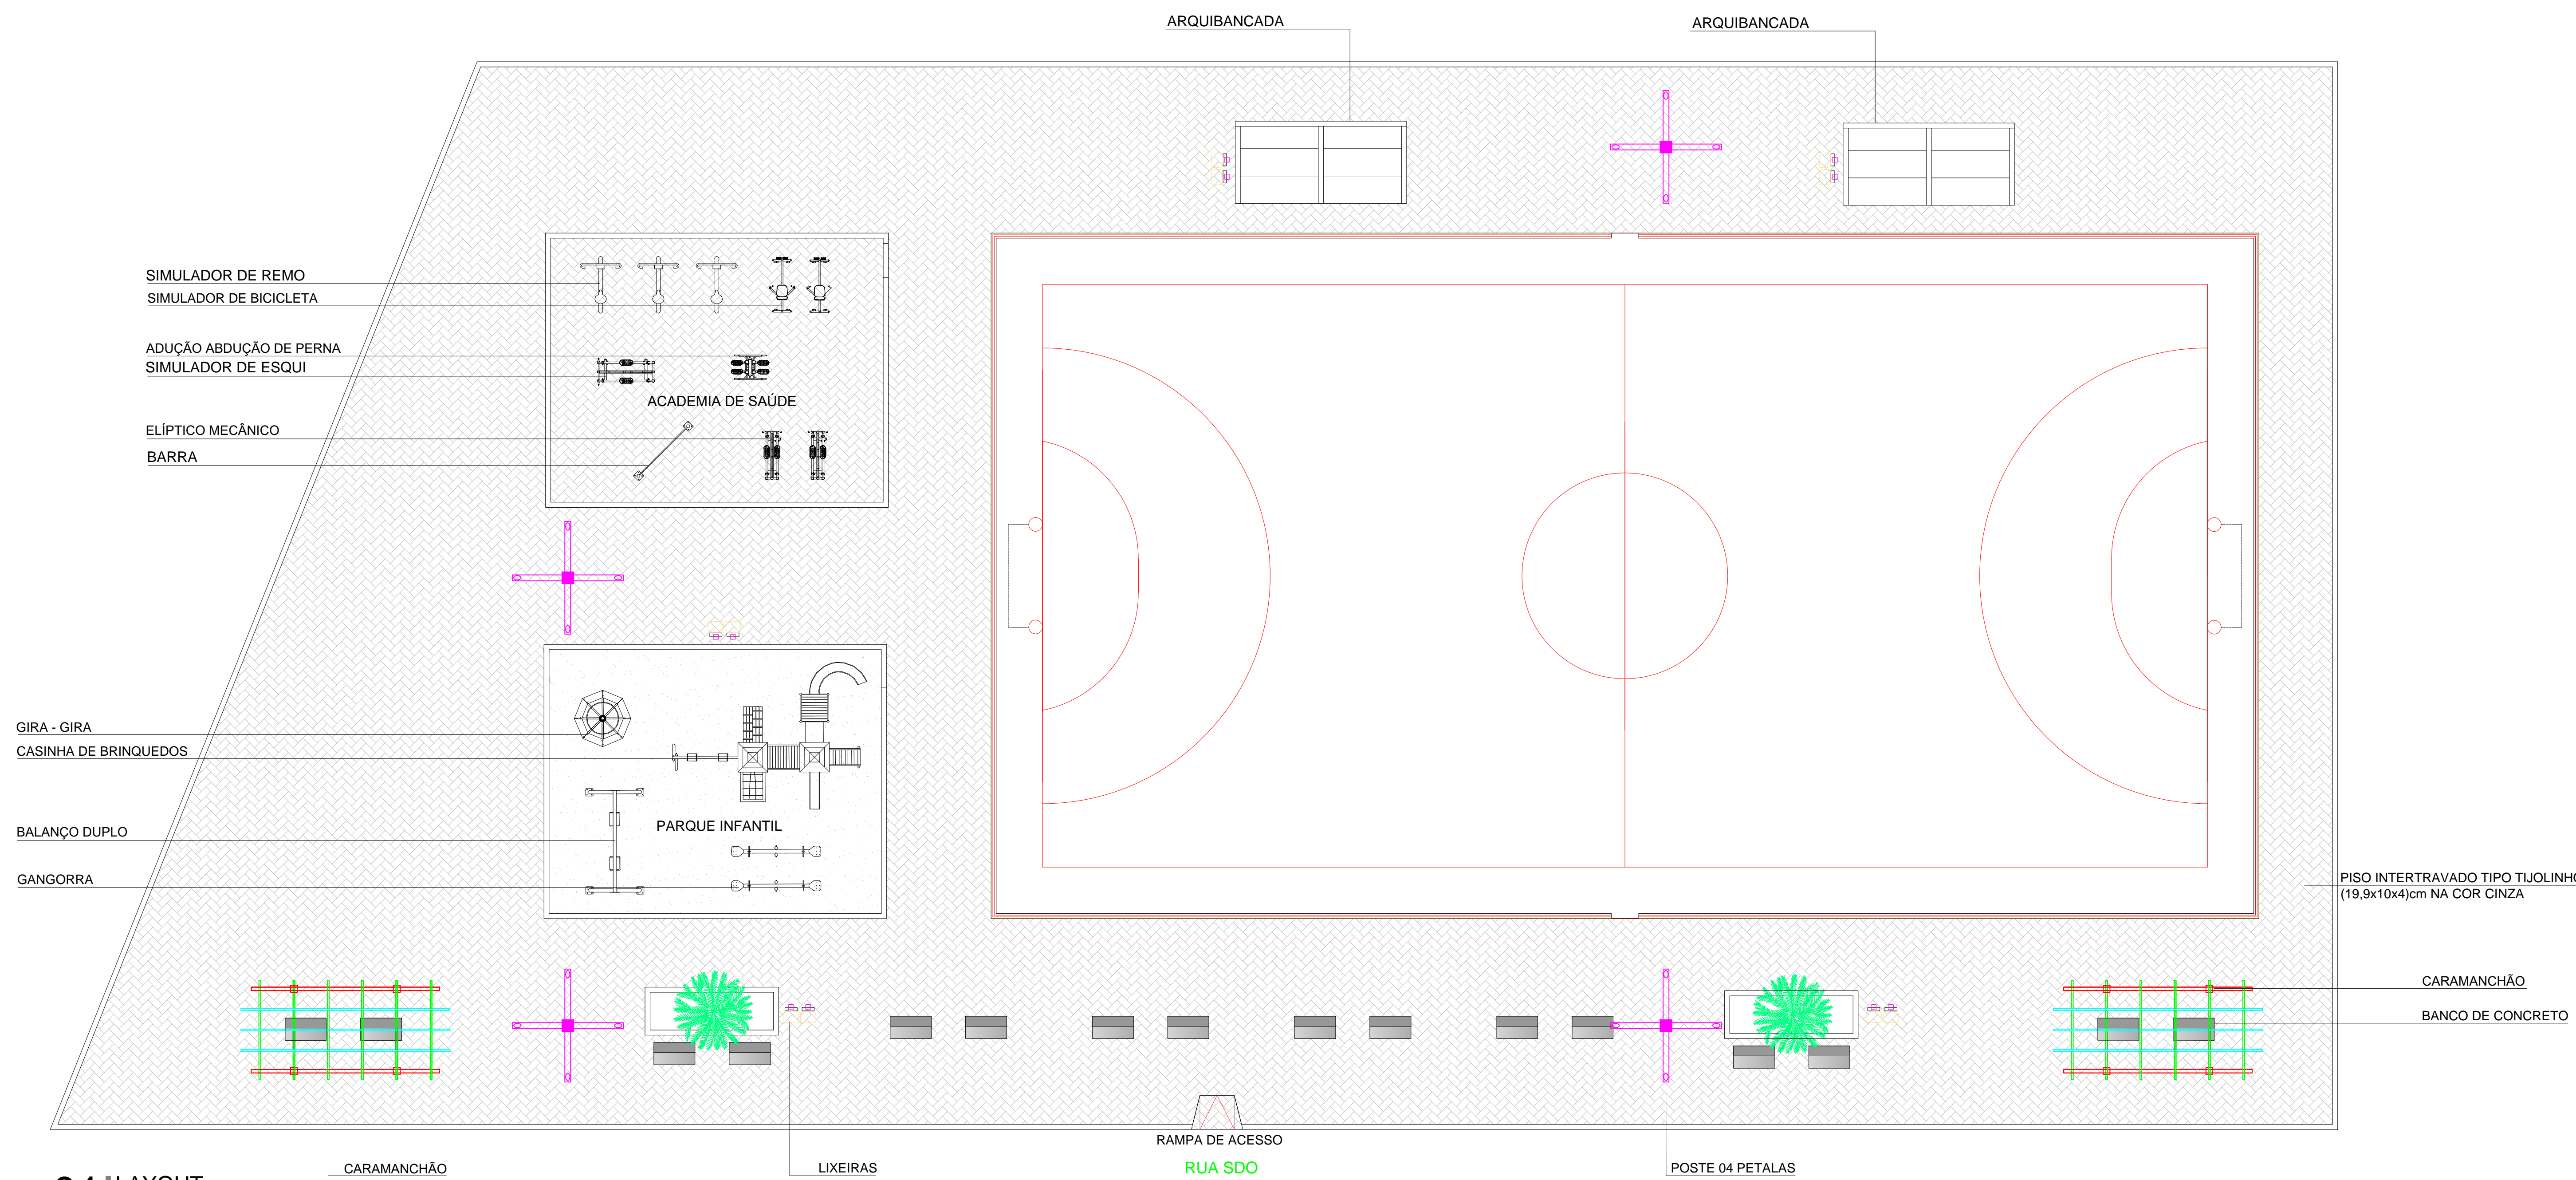 ARQUIBANCADA
ARQUIBANCADA
SIMULADOR DE REMO
SIMULADOR DE BICICLETA
ADUÇÃO ABDUÇÃO DE PERNA
SIMULADOR DE ESQUI
ACADEMIA DE SAÚDE
ELÍPTICO MECÂNICO
BARRA
GIRA - GIRA
CASINHA DE BRINQUEDOS
BALANÇO DUPLO
PARQUE INFANTIL
GANGORRA
PISO INTERTRAVADO TIPO TIJOLINHO
(19,9x10x4)cm NA COR CINZA
CARAMANCHÃO
BANCO DE CONCRETO
RAMPA DE ACESSO
CARAMANCHÃO
LIXEIRAS
RUA SDO
POSTE 04 PETALAS
LAYOUT